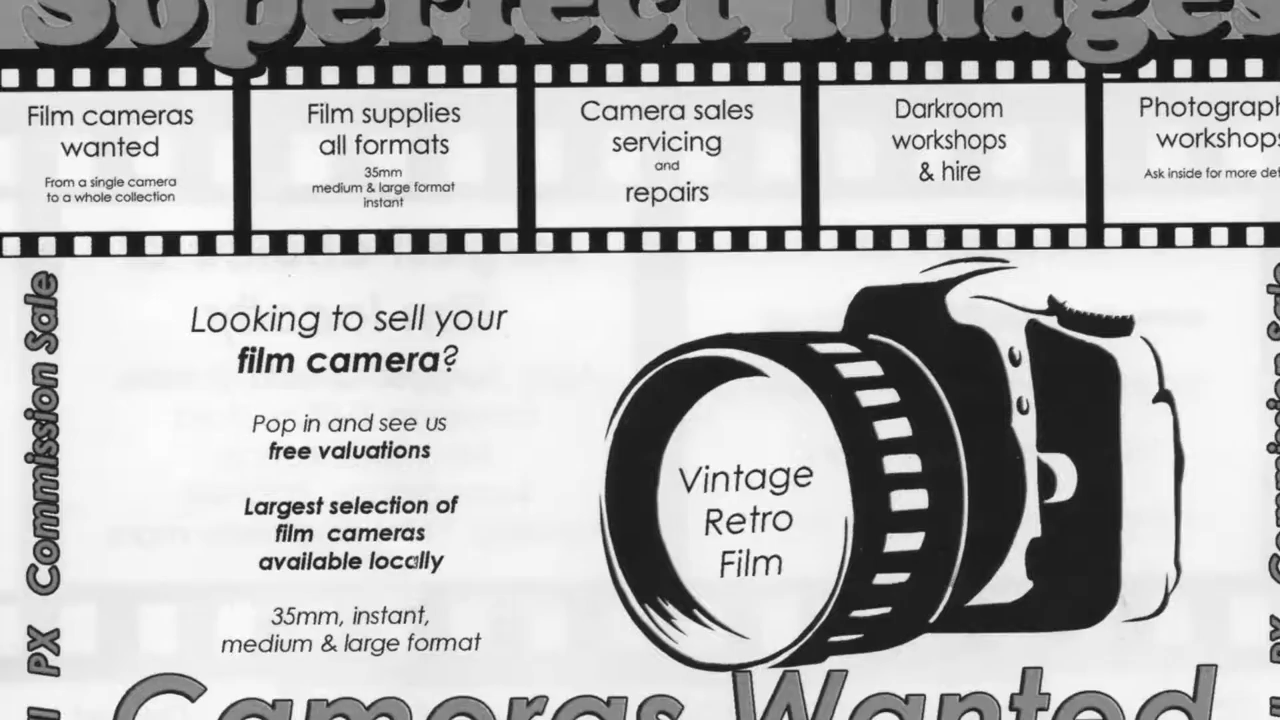 Soperfect Images
Film cameras
wanted
From a single camera
to a whole collection
Film supplies
all formats
35mm
medium & large format
instant
Camera sales
servicing
and
repairs
Darkroom
workshops
& hire
workshops
Ask inside for more
Commission Sale
PX
Looking to sell your
film camera?
Pop in and see us
free valuations
Largest selection of
film cameras
available locally
35mm, instant,
medium & large format
Vintage
Retro
Film
Cameras Wanted